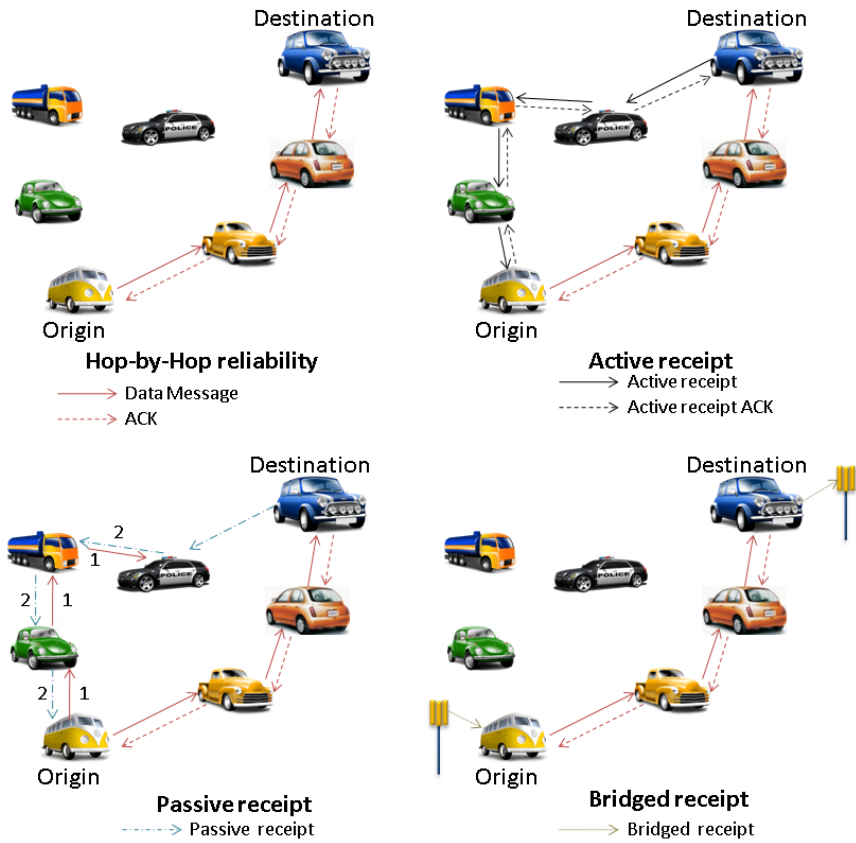 Destination
POLICE
Origin
Hop-by-Hop reliability
Data Message
ACK
Destination
POLICE
Origin
Active receipt
Active receipt
Active receipt ACK
Destination
2
1
POLICE
2 1
2 1
Origin
Passive receipt
Passive receipt
Destination
POLICE
Origin
Bridged receipt
Bridged receipt